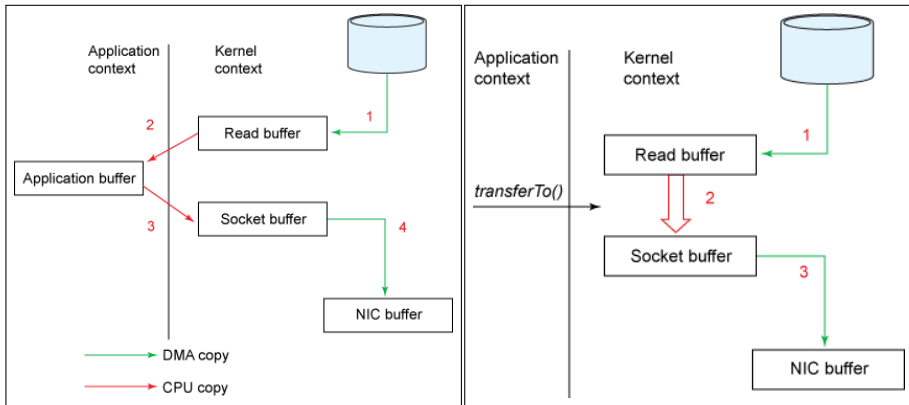 Application
context
Kernel
context
1
2
Read buffer
Application buffer
3
Socket buffer
4
NIC buffer
DMA copy
CPU copy
Application
context
Kernel
context
1
Read buffer
transferTo()
2
Socket buffer
3
NIC buffer